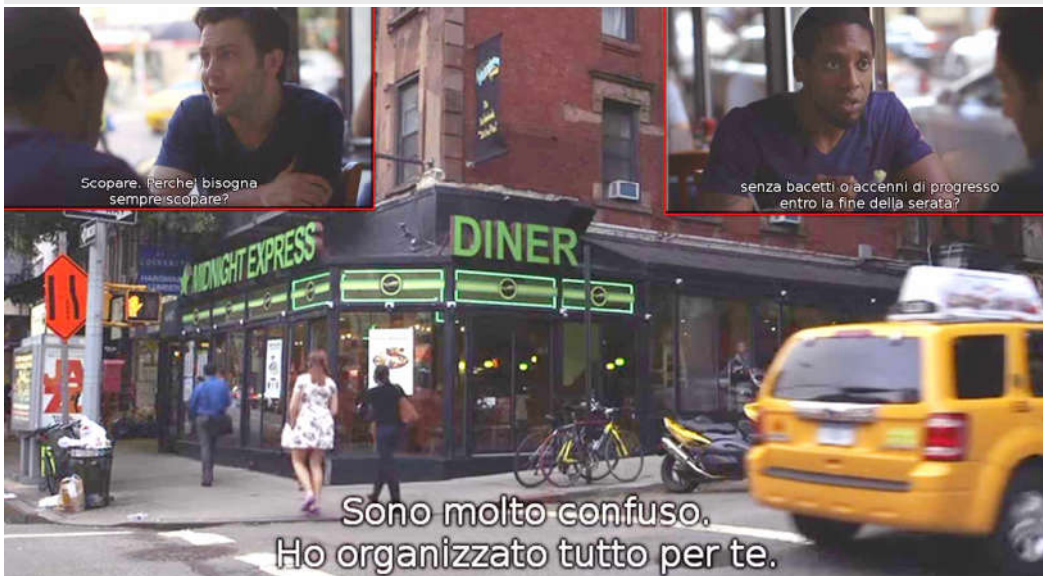 Scopare. Perche' bisogna
sempre scopare?
senza bacetti o accenni di progresso
entro la fine della serata?
MIDNIGHT EXPRESS
DINER
Sono molto confuso.
Ho organizzato tutto per te.